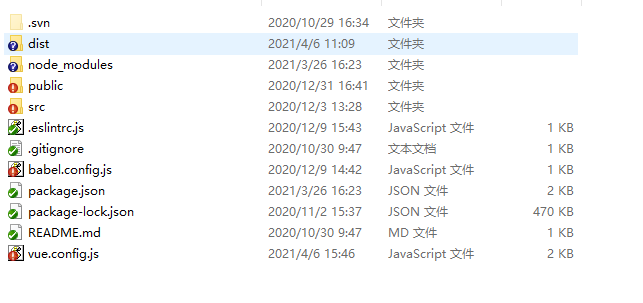 .svn 2020/10/29 16:34 文件夹
dist 2021/4/6 11:09 文件夹
node_modules 2021/3/26 16:23 文件夹
public 2020/12/31 16:41 文件夹
src 2020/12/3 13:28 文件夹
.eslintrc.js 2020/12/9 15:43 JavaScript 文件 1 KB
.gitignore 2020/10/30 9:47 文本文档 1 KB
babel.config.js 2020/12/9 14:42 JavaScript 文件 1 KB
package.json 2021/3/26 16:23 JSON 文件 2 KB
package-lock.json 2020/11/2 15:37 JSON 文件 470 KB
README.md 2020/10/30 9:47 MD 文件 1 KB
vue.config.js 2021/4/6 15:46 JavaScript 文件 2 KB